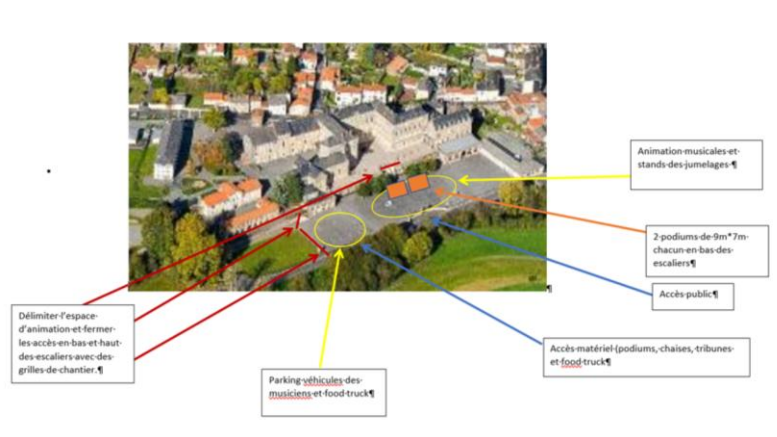 Animation musicales et
stands des jumelages ¶
2 podiums de 9m*7m
chacun en bas des
escaliers¶
¶
Accès public¶
Délimiter l'espace
d'animation et fermer
les accès en bas et haut
des escaliers avec des
grilles de chantier.¶
Accès matériel (podiums, chaises, tribunes
et food truck¶
Parking véhicules des
musiciens et food truck¶